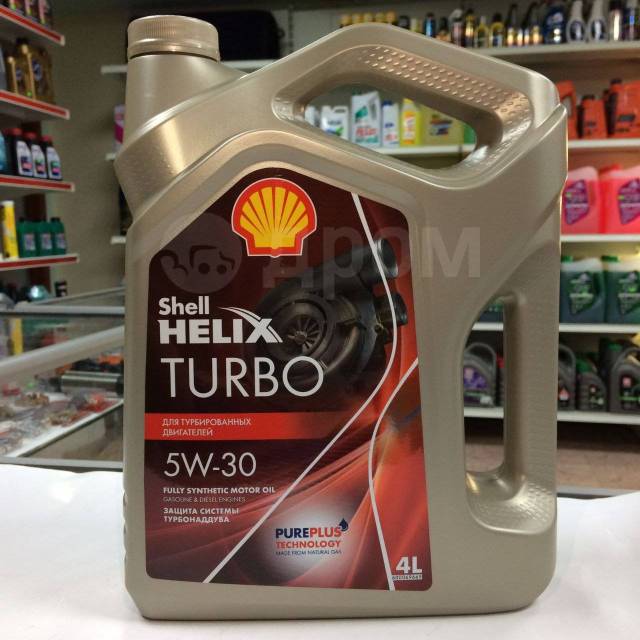 дром
Shell
HELIX
TURBO
ДЛЯ ТУРБИРОВАННЫХ
ДВИГАТЕЛЕЙ
5W-30
FULLY SYNTHETIC MOTOR OIL
GASOLINE & DIESEL ENGINES
ЗАЩИТА СИСТЕМЫ
ТУРБОНАДДУВА
PUREPLUS
TECHNOLOGY
MADE FROM NATURAL GAS
4L